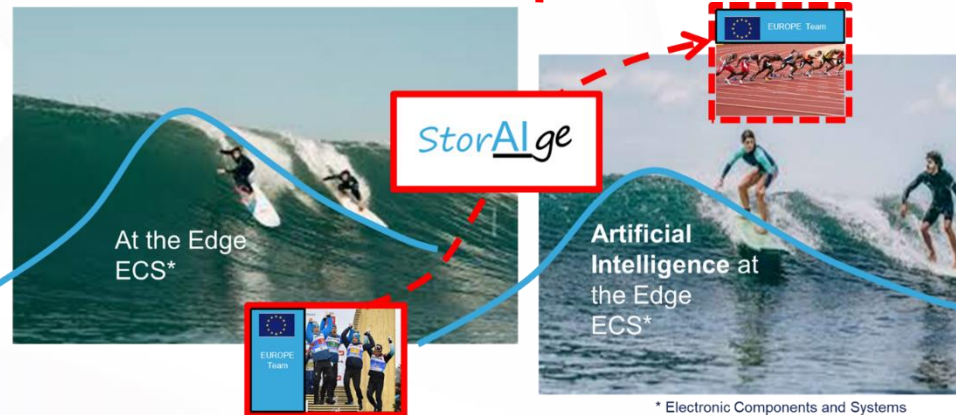 EUROPE Team
StorAIge
At the Edge
ECS*
Artificial
Intelligence at
the Edge
ECS*
EUROPE
Team
* Electronic Components and Systems